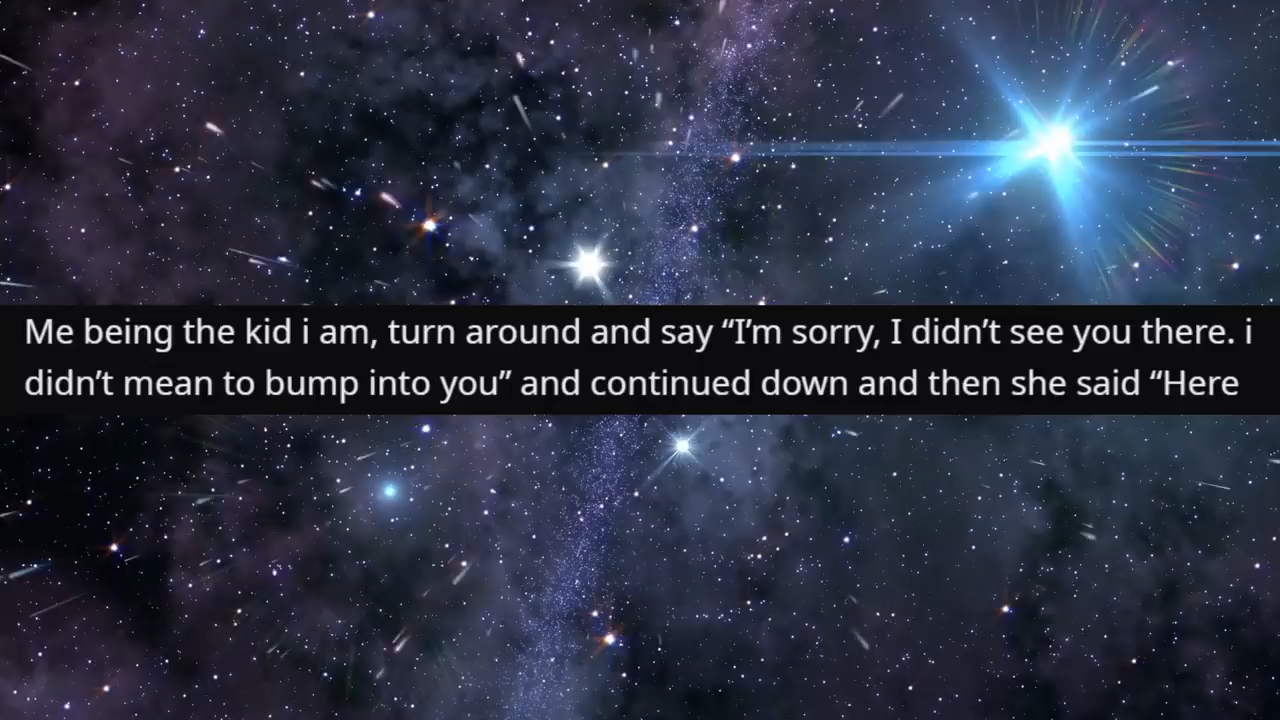 Me being the kid i am, turn around and say “I’m sorry, I didn’t see you there. i
didn’t mean to bump into you” and continued down and then she said “Here